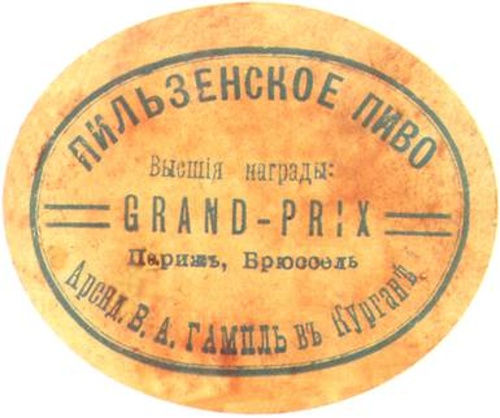 ПИЛЬЗЕНСКОЕ ПИВО
Высшія награды:
GRAND-PRIX
Парижъ, Брюссель
Аренд. В. А. ГАМПЛЬ въ Курганѣ